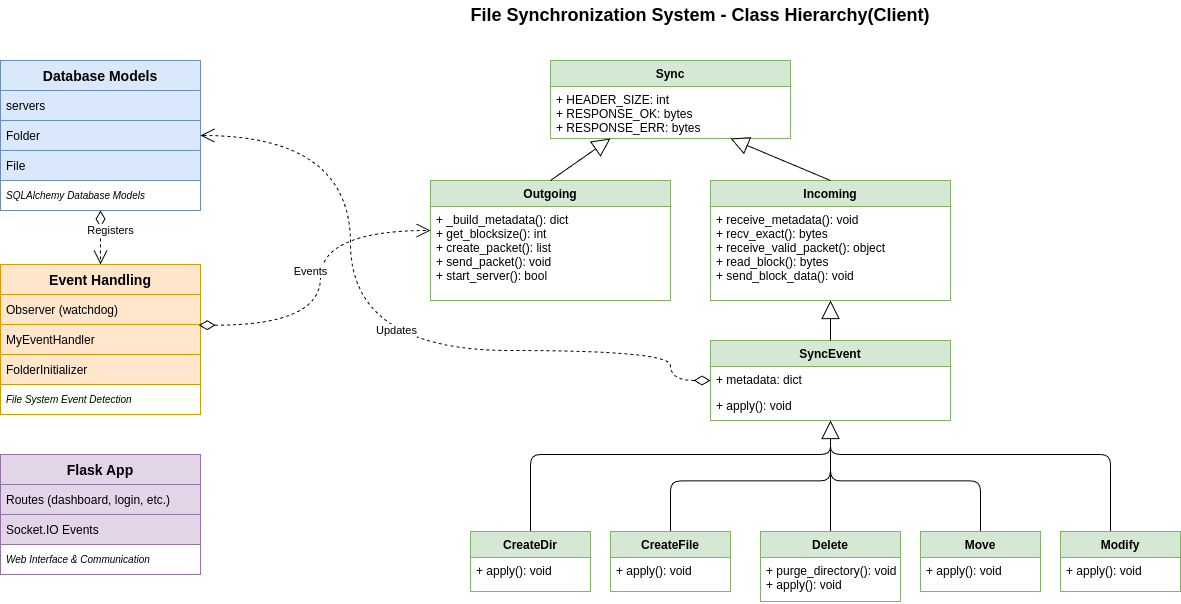 File Synchronization System - Class Hierarchy(Client)
Database Models
servers
Folder
File
SQLAlchemy Database Models
Registers
Event Handling
Observer (watchdog)
MyEventHandler
FolderInitializer
File System Event Detection
Flask App
Routes (dashboard, login, etc.)
Socket.IO Events
Web Interface & Communication
Events
Updates
Sync
+ HEADER_SIZE: int
+ RESPONSE_OK: bytes
+ RESPONSE_ERR: bytes
Outgoing
+ _build_metadata(): dict
+ get_blocksize(): int
+ create_packet(): list
+ send_packet(): void
+ start_server(): bool
Incoming
+ receive_metadata(): void
+ recv_exact(): bytes
+ receive_valid_packet(): object
+ read_block(): bytes
+ send_block_data(): void
SyncEvent
+ metadata: dict
+ apply(): void
CreateDir
+ apply(): void
CreateFile
+ apply(): void
Delete
+ purge_directory(): void
+ apply(): void
Move
+ apply(): void
Modify
+ apply(): void